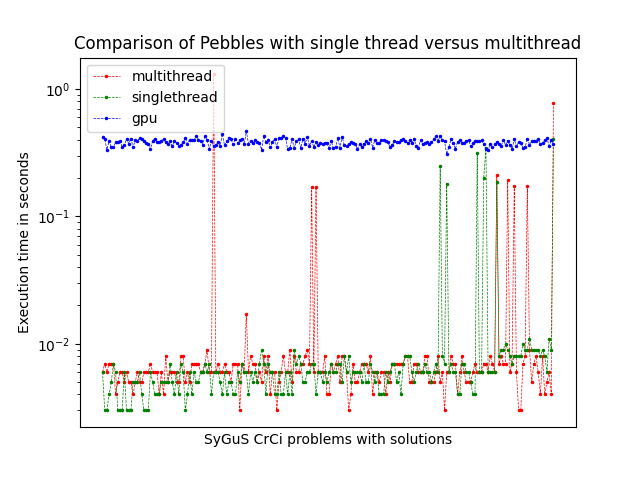 Comparison of Pebbles with single thread versus multithread
multithread
singlethread
gpu
10⁰
10⁻¹
10⁻²
Execution time in seconds
SyGuS CrCi problems with solutions